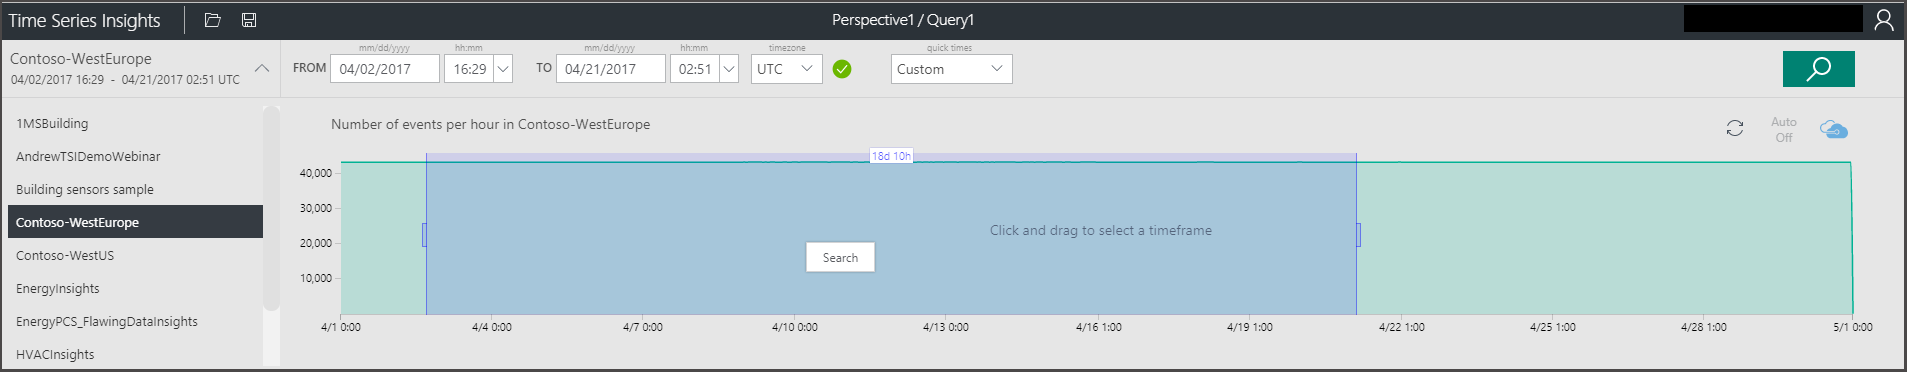 Time Series Insights
Perspective1 / Query1
Contoso-WestEurope
04/02/2017 16:29 - 04/21/2017 02:51 UTC
mm/dd/yyyy hh:mm mm/dd/yyyy hh:mm timezone quick times
FROM 04/02/2017 16:29 TO 04/21/2017 02:51 UTC Custom
1MSBuilding
AndrewTSIDemoWebinar
Building sensors sample
Contoso-WestEurope
Contoso-WestUS
EnergyInsights
EnergyPCS_FlawingDataInsights
HVACInsights
Number of events per hour in Contoso-WestEurope
Auto
Off
18d 10h
40,000
30,000
20,000
10,000
Click and drag to select a timeframe
Search
4/1 0:00 4/4 0:00 4/7 0:00 4/10 0:00 4/13 0:00 4/16 1:00 4/19 1:00 4/22 1:00 4/25 1:00 4/28 1:00 5/1 0:00